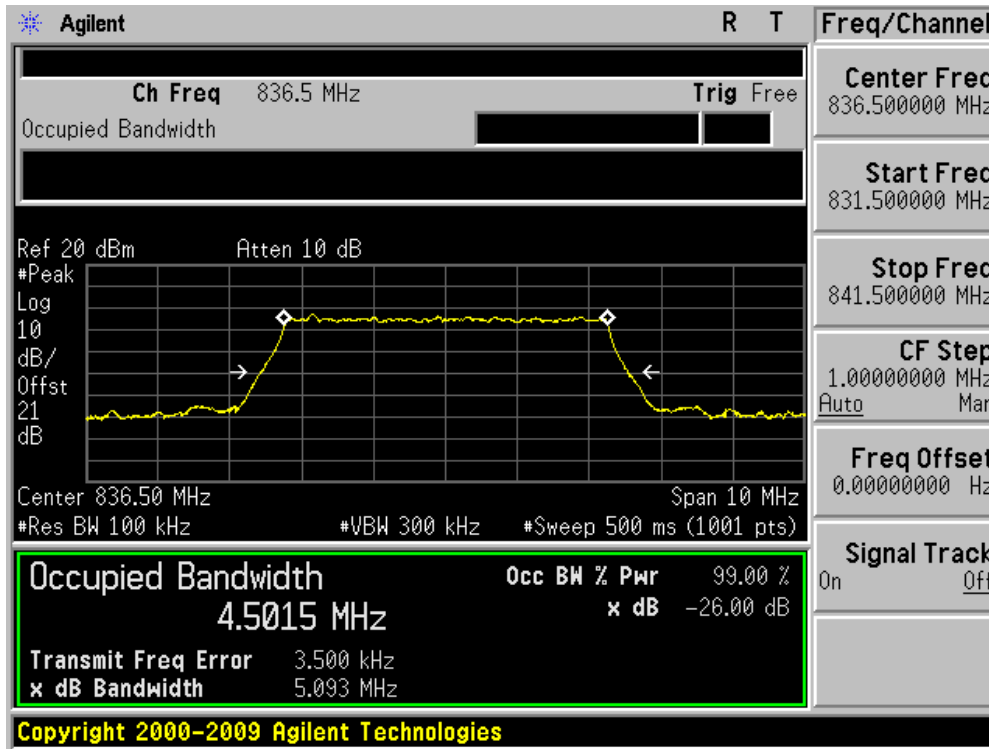 Agilent R T
Ch Freq 836.5 MHz Trig Free
Occupied Bandwidth
Ref 20 dBm Atten 10 dB
#Peak
Log
10
dB/
Offst
21
dB
Center 836.50 MHz Span 10 MHz
#Res BW 100 kHz #VBW 300 kHz #Sweep 500 ms (1001 pts)
Occupied Bandwidth Occ BW % Pwr 99.00 %
4.5015 MHz x dB -26.00 dB
Transmit Freq Error 3.500 kHz
x dB Bandwidth 5.093 MHz
Copyright 2000-2009 Agilent Technologies
Freq/Channel
Center Freq
836.500000 MHz
Start Freq
831.500000 MHz
Stop Freq
841.500000 MHz
CF Step
1.00000000 MHz
Auto Man
Freq Offset
0.00000000 Hz
Signal Track
On Off